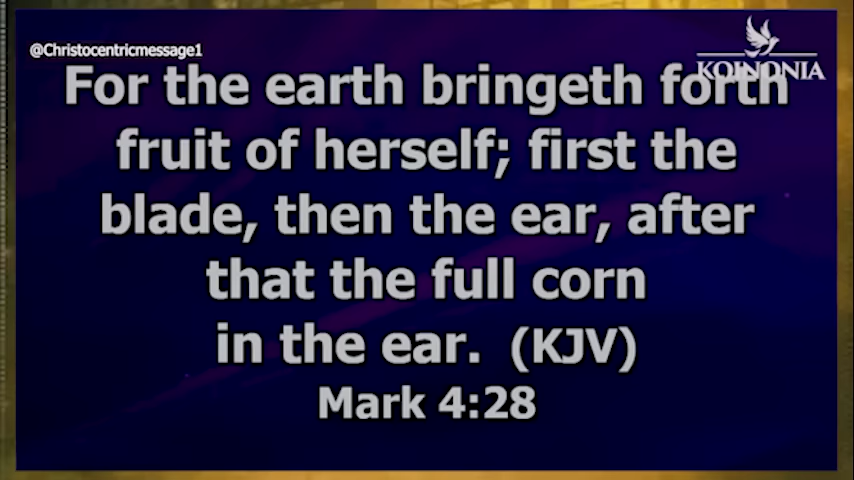 @Christocentricmessage1
KOINONIA
For the earth bringeth forth
fruit of herself; first the
blade, then the ear, after
that the full corn
in the ear. (KJV)
Mark 4:28